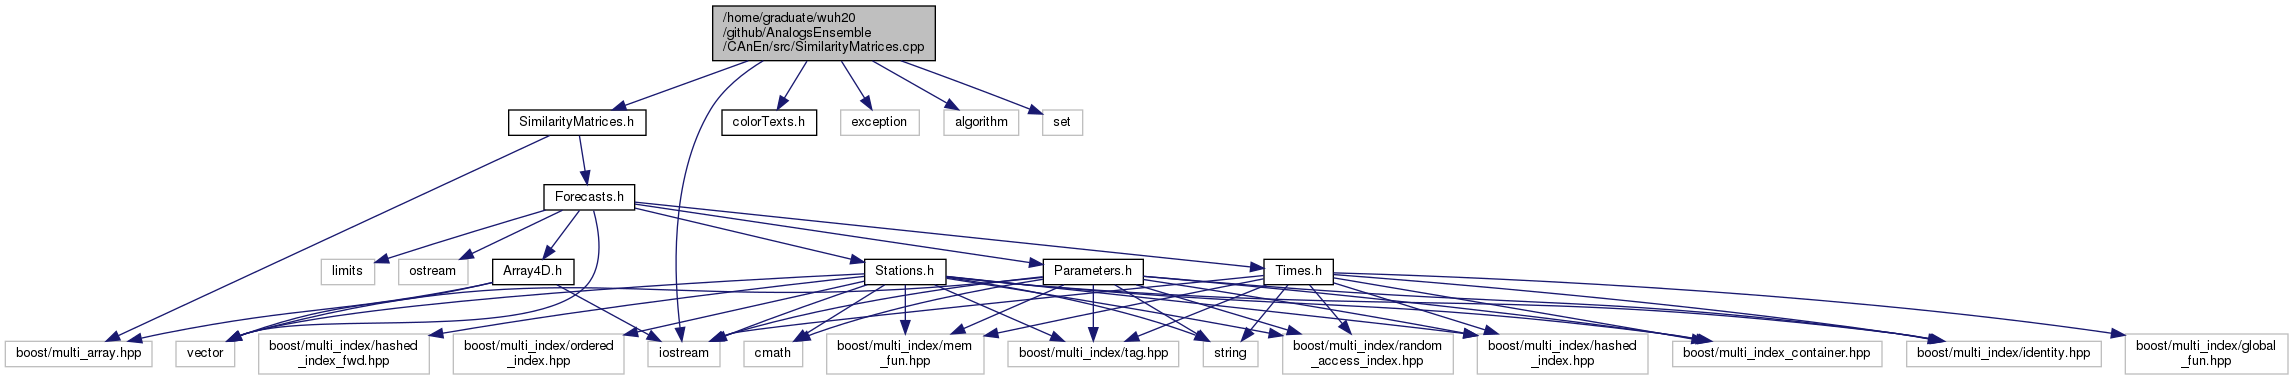 /home/graduate/wuh20
/github/AnalogsEnsemble
/CAnEn/src/SimilarityMatrices.cpp
SimilarityMatrices.h
colorTexts.h
exception
algorithm
set
Forecasts.h
limits
ostream
Array4D.h
Stations.h
Parameters.h
Times.h
boost/multi_array.hpp
vector
boost/multi_index/hashed
_index_fwd.hpp
boost/multi_index/ordered
_index.hpp
iostream
cmath
boost/multi_index/mem
_fun.hpp
boost/multi_index/tag.hpp
string
boost/multi_index/random
_access_index.hpp
boost/multi_index/hashed
_index.hpp
boost/multi_index_container.hpp
boost/multi_index/identity.hpp
boost/multi_index/global
_fun.hpp